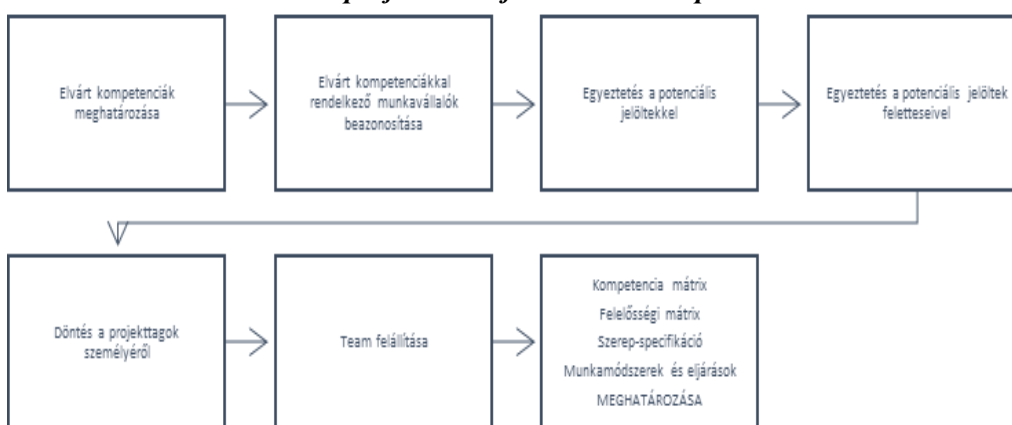 Elvárt kompetenciák
meghatározása
Elvárt kompetenciákkal
rendelkező munkavállalók
beazonosítása
Egyeztetés a potenciális
jelöltekkel
Egyeztetés a potenciális jelöltek
feletteseivel
Döntés a projekttagok
személyéről
Team felállítása
Kompetencia mátrix
Felelősségi mátrix
Szerep-specifikáció
Munkamódszerek és eljárások
MEGHATÁROZÁSA